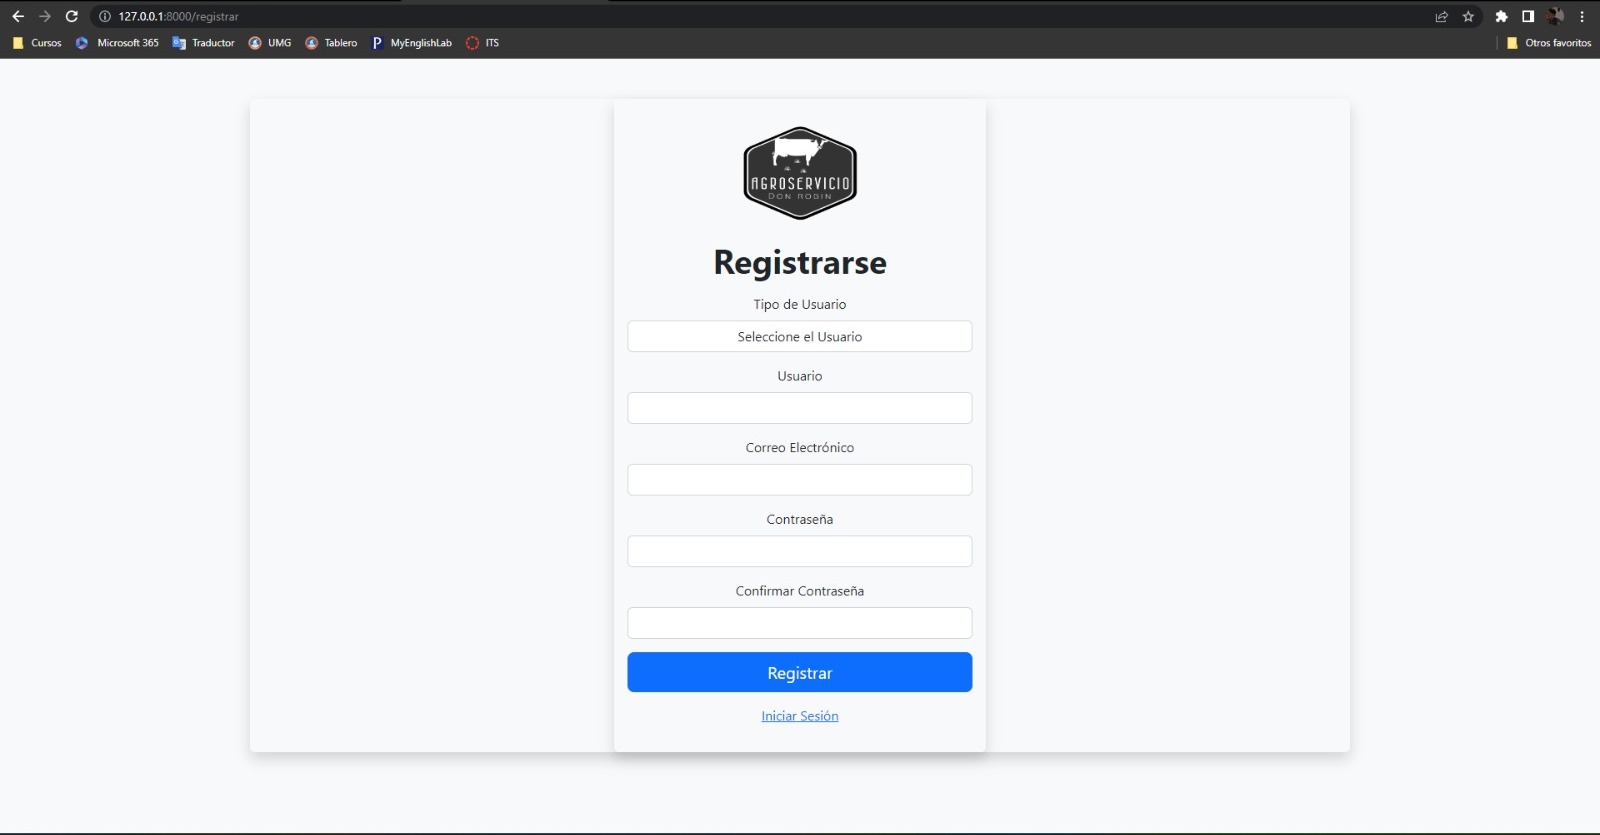 127.0.0.1:8000/registrar
Cursos Microsoft 365 Traductor UMG Tablero P MyEnglishLab ITS Otros favoritos
AGROSERVICIO
DON ROBIN
Registrarse
Tipo de Usuario
Seleccione el Usuario
Usuario
Correo Electrónico
Contraseña
Confirmar Contraseña
Registrar
Iniciar Sesión